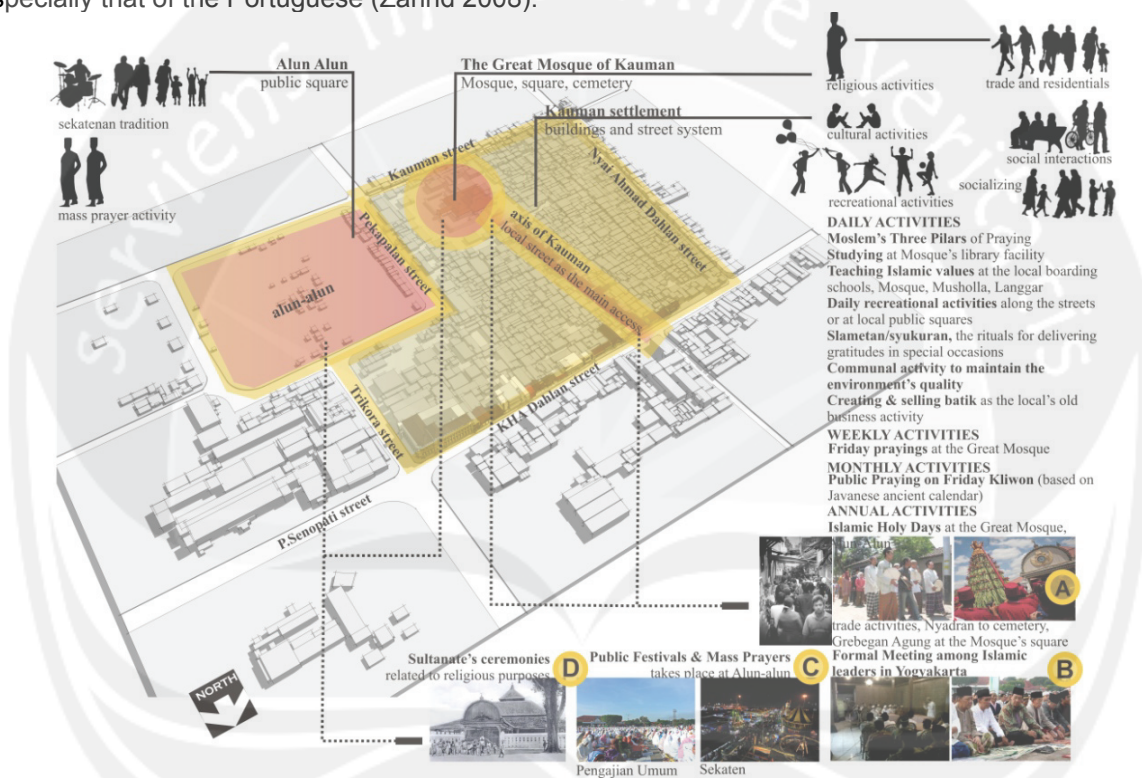 specially that of the Portuguese (Zahnd 2008).
Alun Alun
public square
The Great Mosque of Kauman
Mosque, square, cemetery
Kauman settlement
buildings and street system
sekatenan tradition
mass prayer activity
religious activities
trade and residentials
cultural activities
social interactions
socializing
recreational activities
Kauman street
Nyai Ahmad Dahlan street
Pekapalan street
axis of Kauman
local street as the main access
alun-alun
Trikora street
KHA Dahlan street
P.Senopati street
NORTH
DAILY ACTIVITIES
Moslem's Three Pilars of Praying
Studying at Mosque's library facility
Teaching Islamic values at the local boarding
schools, Mosque, Musholla, Langgar
Daily recreational activities along the streets
or at local public squares
Slametan/syukuran, the rituals for delivering
gratitudes in special occasions
Communal activity to maintain the
environment's quality
Creating & selling batik as the local's old
business activity
WEEKLY ACTIVITIES
Friday prayings at the Great Mosque
MONTHLY ACTIVITIES
Public Praying on Friday Kliwon (based on
Javanese ancient calendar)
ANNUAL ACTIVITIES
Islamic Holy Days at the Great Mosque,
Alun-Alun
A
trade activities, Nyadran to cemetery,
Grebegan Agung at the Mosque's square
Sultanate's ceremonies
related to religious purposes
D
Public Festivals & Mass Prayers
takes place at Alun-alun
C
Formal Meeting among Islamic
leaders in Yogyakarta
B
Pengajian Umum
Sekaten
serviens in lumine veritatis